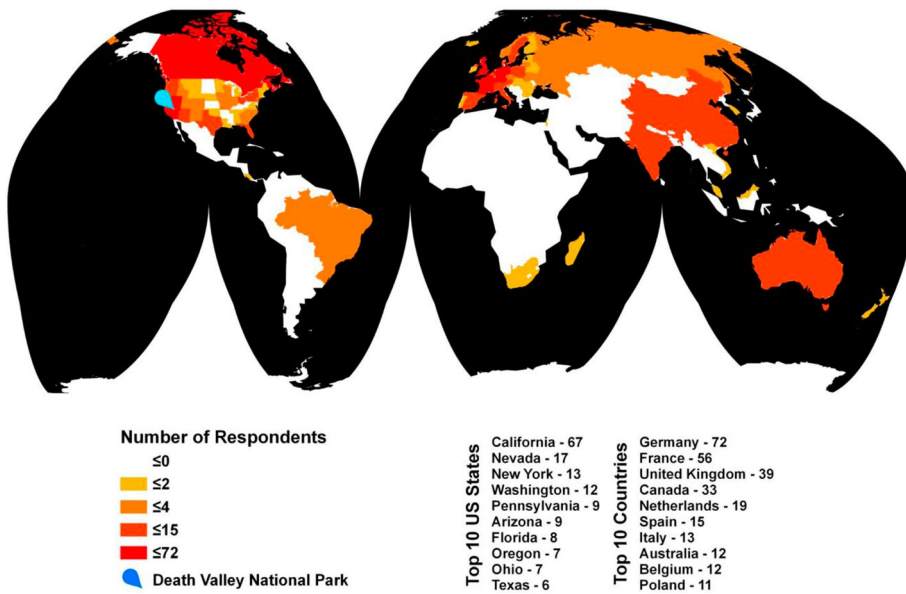 Number of Respondents
≤0
≤2
≤4
≤15
≤72
Death Valley National Park
Top 10 US States
California - 67
Nevada - 17
New York - 13
Washington - 12
Pennsylvania - 9
Arizona - 9
Florida - 8
Oregon - 7
Ohio - 7
Texas - 6
Top 10 Countries
Germany - 72
France - 56
United Kingdom - 39
Canada - 33
Netherlands - 19
Spain - 15
Italy - 13
Australia - 12
Belgium - 12
Poland - 11